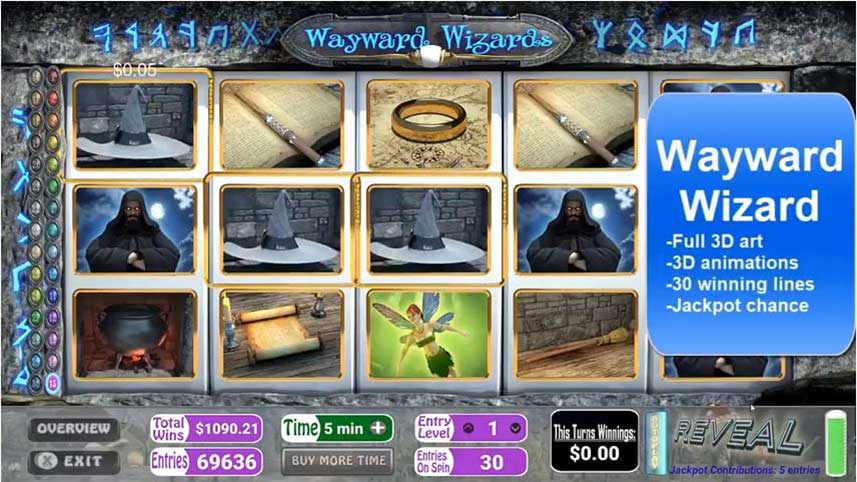 Wayward Wizards
$0.05
Wayward
Wizard
-Full 3D art
-3D animations
-30 winning lines
-Jackpot chance
15
OVERVIEW
X EXIT
Total Wins $1090.21
Entries 69636
Time 5 min +
BUY MORE TIME
Entry Level 1
Entries On Spin 30
This Turns Winnings:
$0.00
REVEAL
Jackpot Contributions: 5 entries